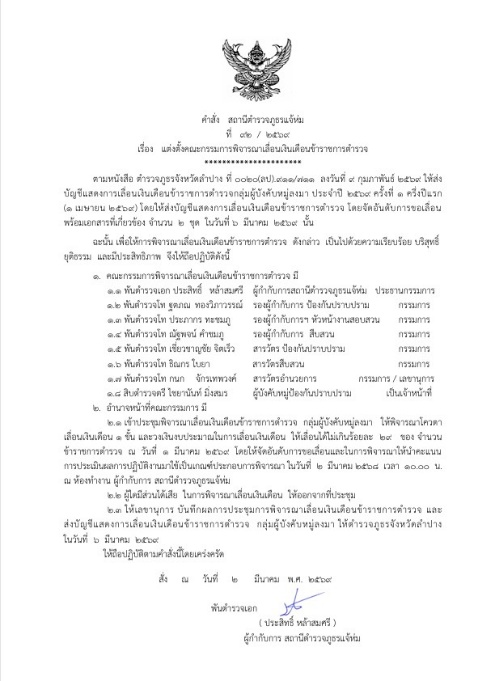 คำสั่ง สถานีตำรวจภูธรแจ้ห่ม
ที่ ๙๒ / ๒๕๖๙
เรื่อง แต่งตั้งคณะกรรมการพิจารณาเลื่อนเงินเดือนข้าราชการตำรวจ
**********************
ตามหนังสือ ตำรวจภูธรจังหวัดลำปาง ที่ ๐๐๒๐(ลป).๙๑๑/๗๑๑ ลงวันที่ ๙ กุมภาพันธ์ ๒๕๖๙ ให้ส่ง
บัญชีแสดงการเลื่อนเงินเดือนข้าราชการตำรวจกลุ่มผู้บังคับหมู่ลงมา ประจำปี ๒๕๖๙ ครั้งที่ ๑ ครึ่งปีแรก
(๑ เมษายน ๒๕๖๙) โดยให้ส่งบัญชีแสดงการเลื่อนเงินเดือนข้าราชการตำรวจ โดยจัดอันดับการขอเลื่อน
พร้อมเอกสารที่เกี่ยวข้อง จำนวน ๒ ชุด ในวันที่ ๖ มีนาคม ๒๕๖๙ นั้น
ฉะนั้น เพื่อให้การพิจารณาเลื่อนเงินเดือนข้าราชการตำรวจ ดังกล่าว เป็นไปด้วยความเรียบร้อย บริสุทธิ์
ยุติธรรม และมีประสิทธิภาพ จึงให้ถือปฏิบัติดังนี้
๑. คณะกรรมการพิจารณาเลื่อนเงินเดือนข้าราชการตำรวจ มี
๑.๑ พันตำรวจเอก ประสิทธิ์ หล้าสมศรี ผู้กำกับการสถานีตำรวจภูธรแจ้ห่ม ประธานกรรมการ
๑.๒ พันตำรวจโท ฐตภณ ทองวิภาวรรณ์ รองผู้กำกับการ ป้องกันปราบปราม กรรมการ
๑.๓ พันตำรวจโท ประภากร ทะชมภู รองผู้กำกับการฯ หัวหน้างานสอบสวน กรรมการ
๑.๔ พันตำรวจโท ณัฐพจน์ คำชมภู รองผู้กำกับการ สืบสวน กรรมการ
๑.๕ พันตำรวจโท เชี่ยวชาญชัย จิตเร็ว สารวัตร ป้องกันปราบปราม กรรมการ
๑.๖ พันตำรวจโท ธิณกร ใบยา สารวัตรสืบสวน กรรมการ
๑.๗ พันตำรวจโท กนก จักรเทพวงค์ สารวัตรอำนวยการ กรรมการ / เลขานุการ
๑.๘ สิบตำรวจตรี ไชยานันท์ มิ่งสมร ผู้บังคับหมู่ป้องกันปราบปราม เป็นเจ้าหน้าที่
๒. อำนาจหน้าที่คณะกรรมการ มี
๒.๑ เข้าประชุมพิจารณาเลื่อนเงินเดือนข้าราชการตำรวจ กลุ่มผู้บังคับหมู่ลงมา ให้พิจารณาโควตา
เลื่อนเงินเดือน ๑ ขั้น และวงเงินงบประมาณในการเลื่อนเงินเดือน ให้เลื่อนได้ไม่เกินร้อยละ ๒๙ ของ จำนวน
ข้าราชการตำรวจ ณ วันที่ ๑ มีนาคม ๒๕๖๙ โดยให้จัดอันดับการขอเลื่อนและในการพิจารณาให้นำคะแนน
การประเมินผลการปฏิบัติงานมาใช้เป็นเกณฑ์ประกอบการพิจารณา ในวันที่ ๒ มีนาคม ๒๕๖๘ เวลา ๑๐.๐๐ น.
ณ ห้องทำงาน ผู้กำกับการ สถานีตำรวจภูธรแจ้ห่ม
๒.๒ ผู้ใดมีส่วนได้เสีย ในการพิจารณาเลื่อนเงินเดือน ให้ออกจากที่ประชุม
๒.๓ ให้เลขานุการ บันทึกผลการประชุมการพิจารณาเลื่อนเงินเดือนข้าราชการตำรวจ และ
ส่งบัญชีแสดงการเลื่อนเงินเดือนข้าราชการตำรวจ กลุ่มผู้บังคับหมู่ลงมา ให้ตำรวจภูธรจังหวัดลำปาง
ในวันที่ ๖ มีนาคม ๒๕๖๙
ให้ถือปฏิบัติตามคำสั่งนี้โดยเคร่งครัด
สั่ง ณ วันที่ ๒ มีนาคม พ.ศ. ๒๕๖๙
พันตำรวจเอก
( ประสิทธิ์ หล้าสมศรี )
ผู้กำกับการ สถานีตำรวจภูธรแจ้ห่ม